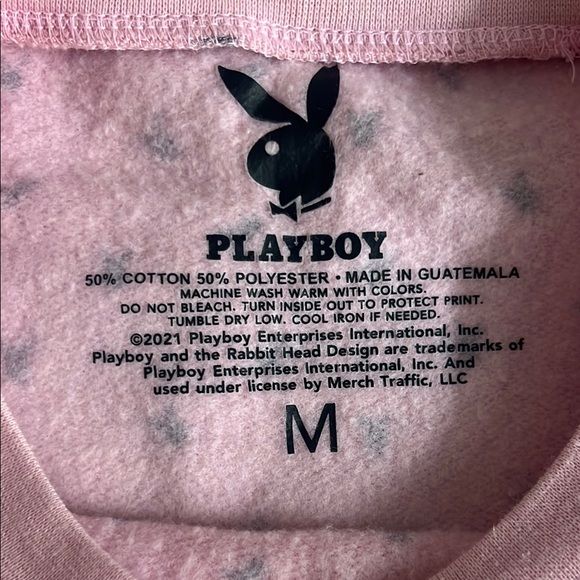 PLAYBOY
50% COTTON 50% POLYESTER • MADE IN GUATEMALA
MACHINE WASH WARM WITH COLORS.
DO NOT BLEACH. TURN INSIDE OUT TO PROTECT PRINT.
TUMBLE DRY LOW. COOL IRON IF NEEDED.
©2021 Playboy Enterprises International, Inc.
Playboy and the Rabbit Head Design are trademarks of
Playboy Enterprises International, Inc. And
used under license by Merch Traffic, LLC
M